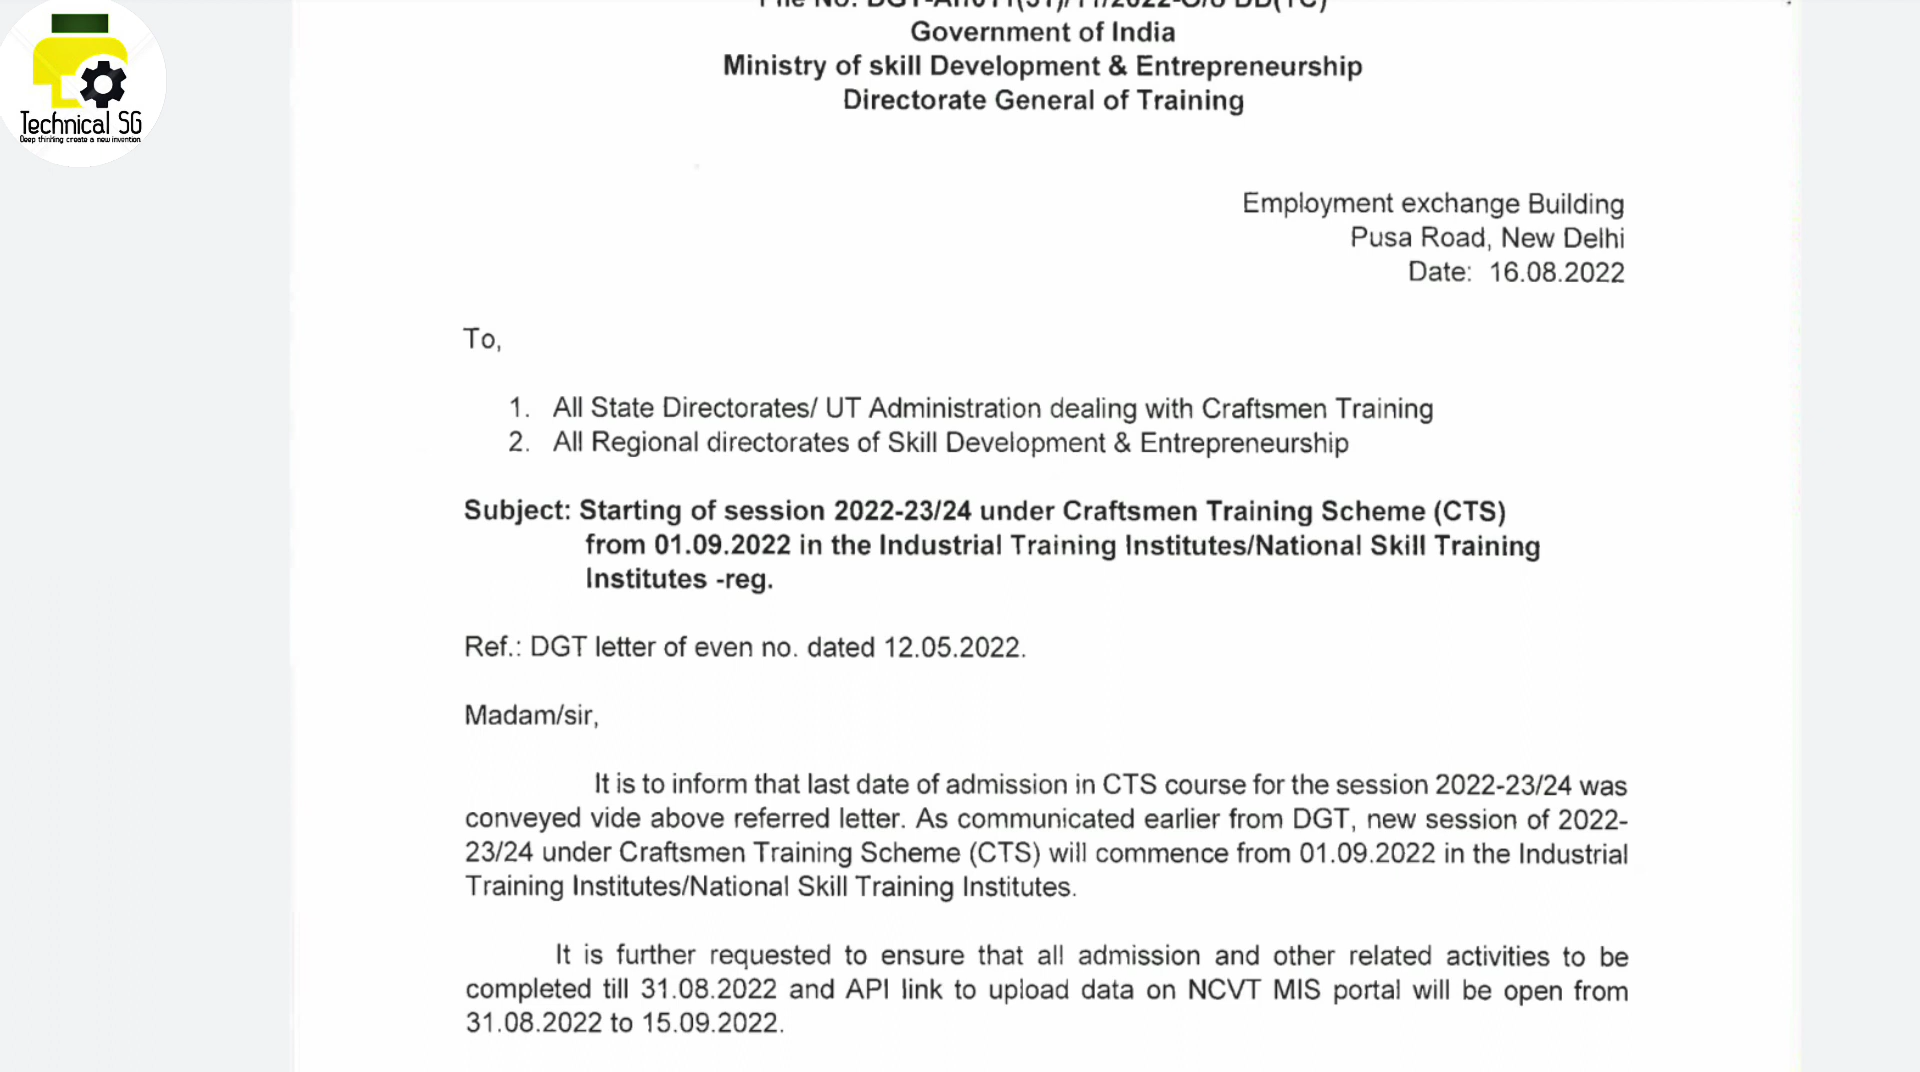 Government of India
Ministry of skill Development & Entrepreneurship
Directorate General of Training
Technical SG
Deep thinking create a new invention
Employment exchange Building
Pusa Road, New Delhi
Date: 16.08.2022
To,
1. All State Directorates/ UT Administration dealing with Craftsmen Training
2. All Regional directorates of Skill Development & Entrepreneurship
Subject: Starting of session 2022-23/24 under Craftsmen Training Scheme (CTS)
from 01.09.2022 in the Industrial Training Institutes/National Skill Training
Institutes -reg.
Ref.: DGT letter of even no. dated 12.05.2022.
Madam/sir,
It is to inform that last date of admission in CTS course for the session 2022-23/24 was
conveyed vide above referred letter. As communicated earlier from DGT, new session of 2022-
23/24 under Craftsmen Training Scheme (CTS) will commence from 01.09.2022 in the Industrial
Training Institutes/National Skill Training Institutes.
It is further requested to ensure that all admission and other related activities to be
completed till 31.08.2022 and API link to upload data on NCVT MIS portal will be open from
31.08.2022 to 15.09.2022.